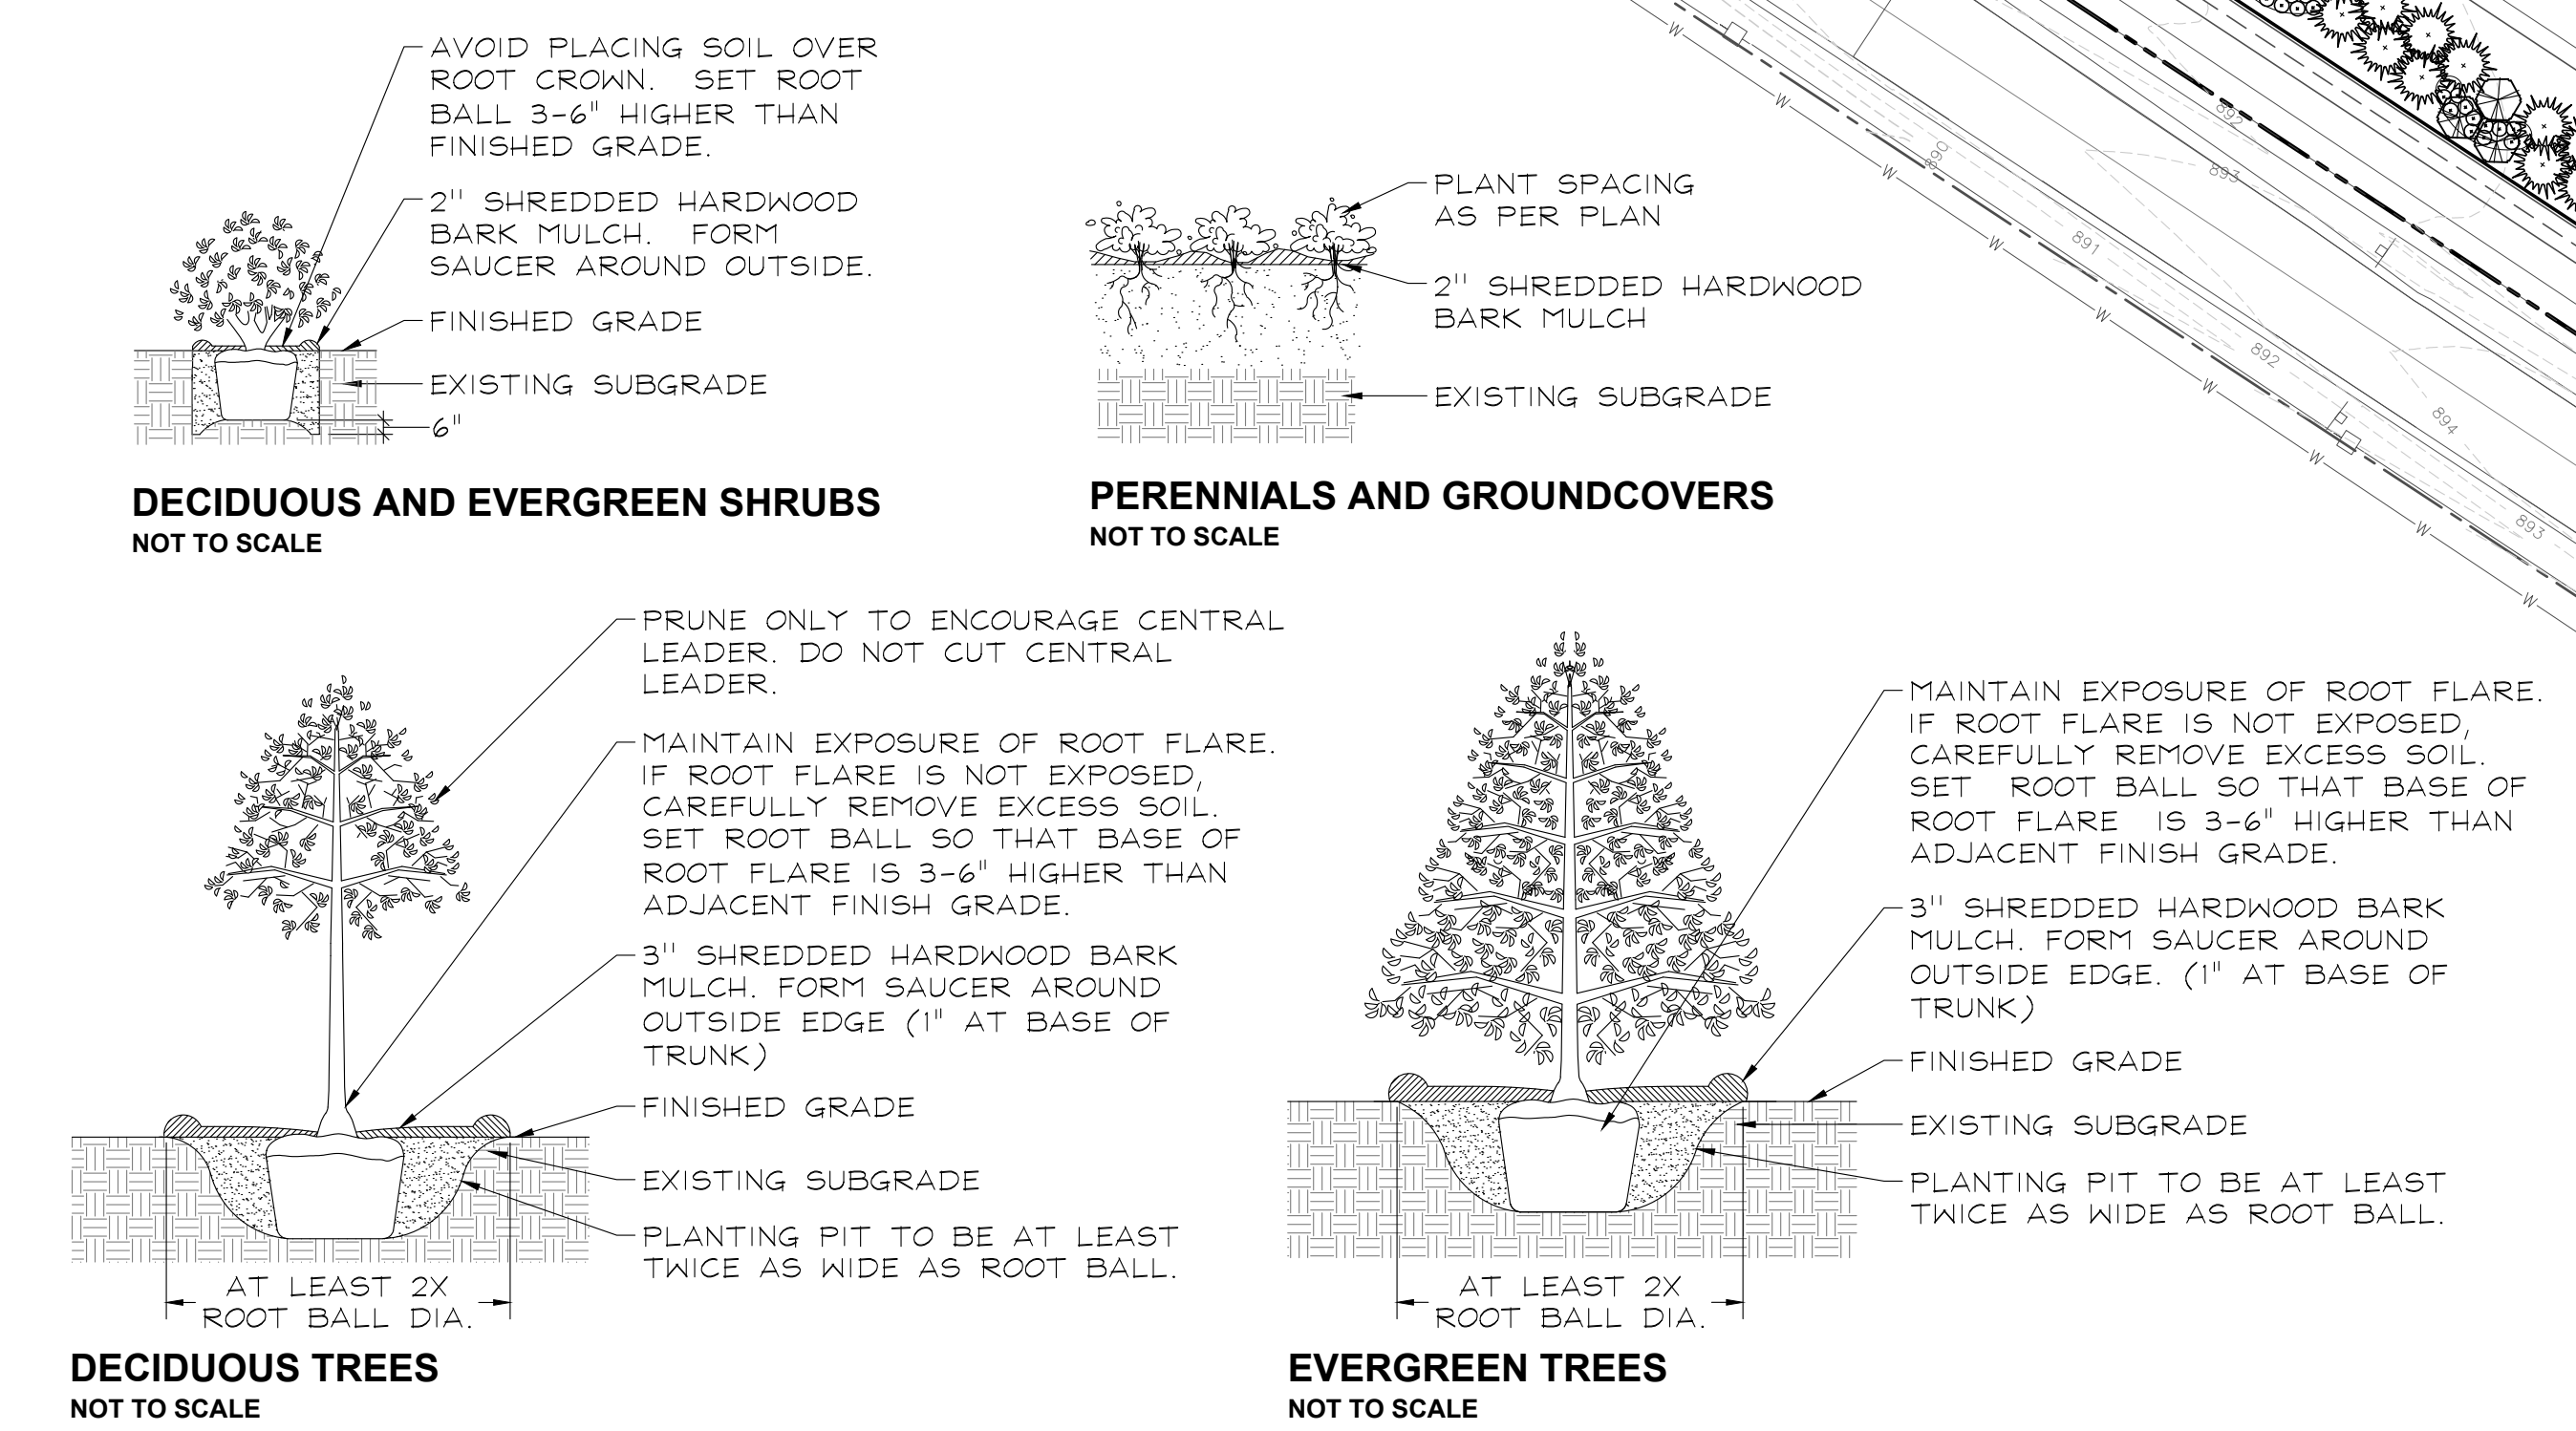 AVOID PLACING SOIL OVER
ROOT CROWN. SET ROOT
BALL 3-6" HIGHER THAN
FINISHED GRADE.
2" SHREDDED HARDWOOD
BARK MULCH. FORM
SAUCER AROUND OUTSIDE.
FINISHED GRADE
EXISTING SUBGRADE
6"
DECIDUOUS AND EVERGREEN SHRUBS
NOT TO SCALE
PLANT SPACING
AS PER PLAN
2" SHREDDED HARDWOOD
BARK MULCH
EXISTING SUBGRADE
PERENNIALS AND GROUNDCOVERS
NOT TO SCALE
W
W
W
W
W
W
W
W
W
890
891
892
893
892
893
894
PRUNE ONLY TO ENCOURAGE CENTRAL
LEADER. DO NOT CUT CENTRAL
LEADER.
MAINTAIN EXPOSURE OF ROOT FLARE.
IF ROOT FLARE IS NOT EXPOSED,
CAREFULLY REMOVE EXCESS SOIL.
SET ROOT BALL SO THAT BASE OF
ROOT FLARE IS 3-6" HIGHER THAN
ADJACENT FINISH GRADE.
3" SHREDDED HARDWOOD BARK
MULCH. FORM SAUCER AROUND
OUTSIDE EDGE (1" AT BASE OF
TRUNK)
FINISHED GRADE
EXISTING SUBGRADE
PLANTING PIT TO BE AT LEAST
TWICE AS WIDE AS ROOT BALL.
AT LEAST 2X
ROOT BALL DIA.
DECIDUOUS TREES
NOT TO SCALE
MAINTAIN EXPOSURE OF ROOT FLARE.
IF ROOT FLARE IS NOT EXPOSED,
CAREFULLY REMOVE EXCESS SOIL.
SET ROOT BALL SO THAT BASE OF
ROOT FLARE IS 3-6" HIGHER THAN
ADJACENT FINISH GRADE.
3" SHREDDED HARDWOOD BARK
MULCH. FORM SAUCER AROUND
OUTSIDE EDGE. (1" AT BASE OF
TRUNK)
FINISHED GRADE
EXISTING SUBGRADE
PLANTING PIT TO BE AT LEAST
TWICE AS WIDE AS ROOT BALL.
AT LEAST 2X
ROOT BALL DIA.
EVERGREEN TREES
NOT TO SCALE